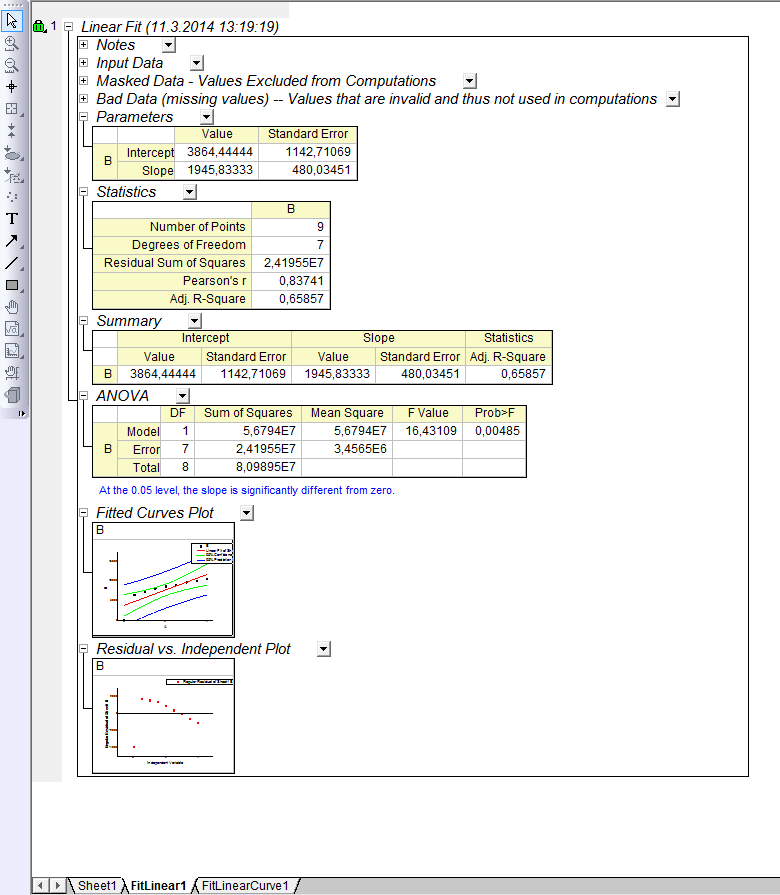 1 Linear Fit (11.3.2014 13:19:19)
Notes
Input Data
Masked Data - Values Excluded from Computations
Bad Data (missing values) -- Values that are invalid and thus not used in computations
Parameters
Value Standard Error
B Intercept 3864,44444 1142,71069
Slope 1945,83333 480,03451
Statistics
B
Number of Points 9
Degrees of Freedom 7
Residual Sum of Squares 2,41955E7
Pearson's r 0,83741
Adj. R-Square 0,65857
Summary
Intercept Slope Statistics
Value Standard Error Value Standard Error Adj. R-Square
B 3864,44444 1142,71069 1945,83333 480,03451 0,65857
ANOVA
DF Sum of Squares Mean Square F Value Prob>F
B Model 1 5,6794E7 5,6794E7 16,43109 0,00485
Error 7 2,41955E7 3,4565E6
Total 8 8,09895E7
At the 0.05 level, the slope is significantly different from zero.
Fitted Curves Plot
B
Residual vs. Independent Plot
B
Independent Variable
T
Sheet1 FitLinear1 FitLinearCurve1